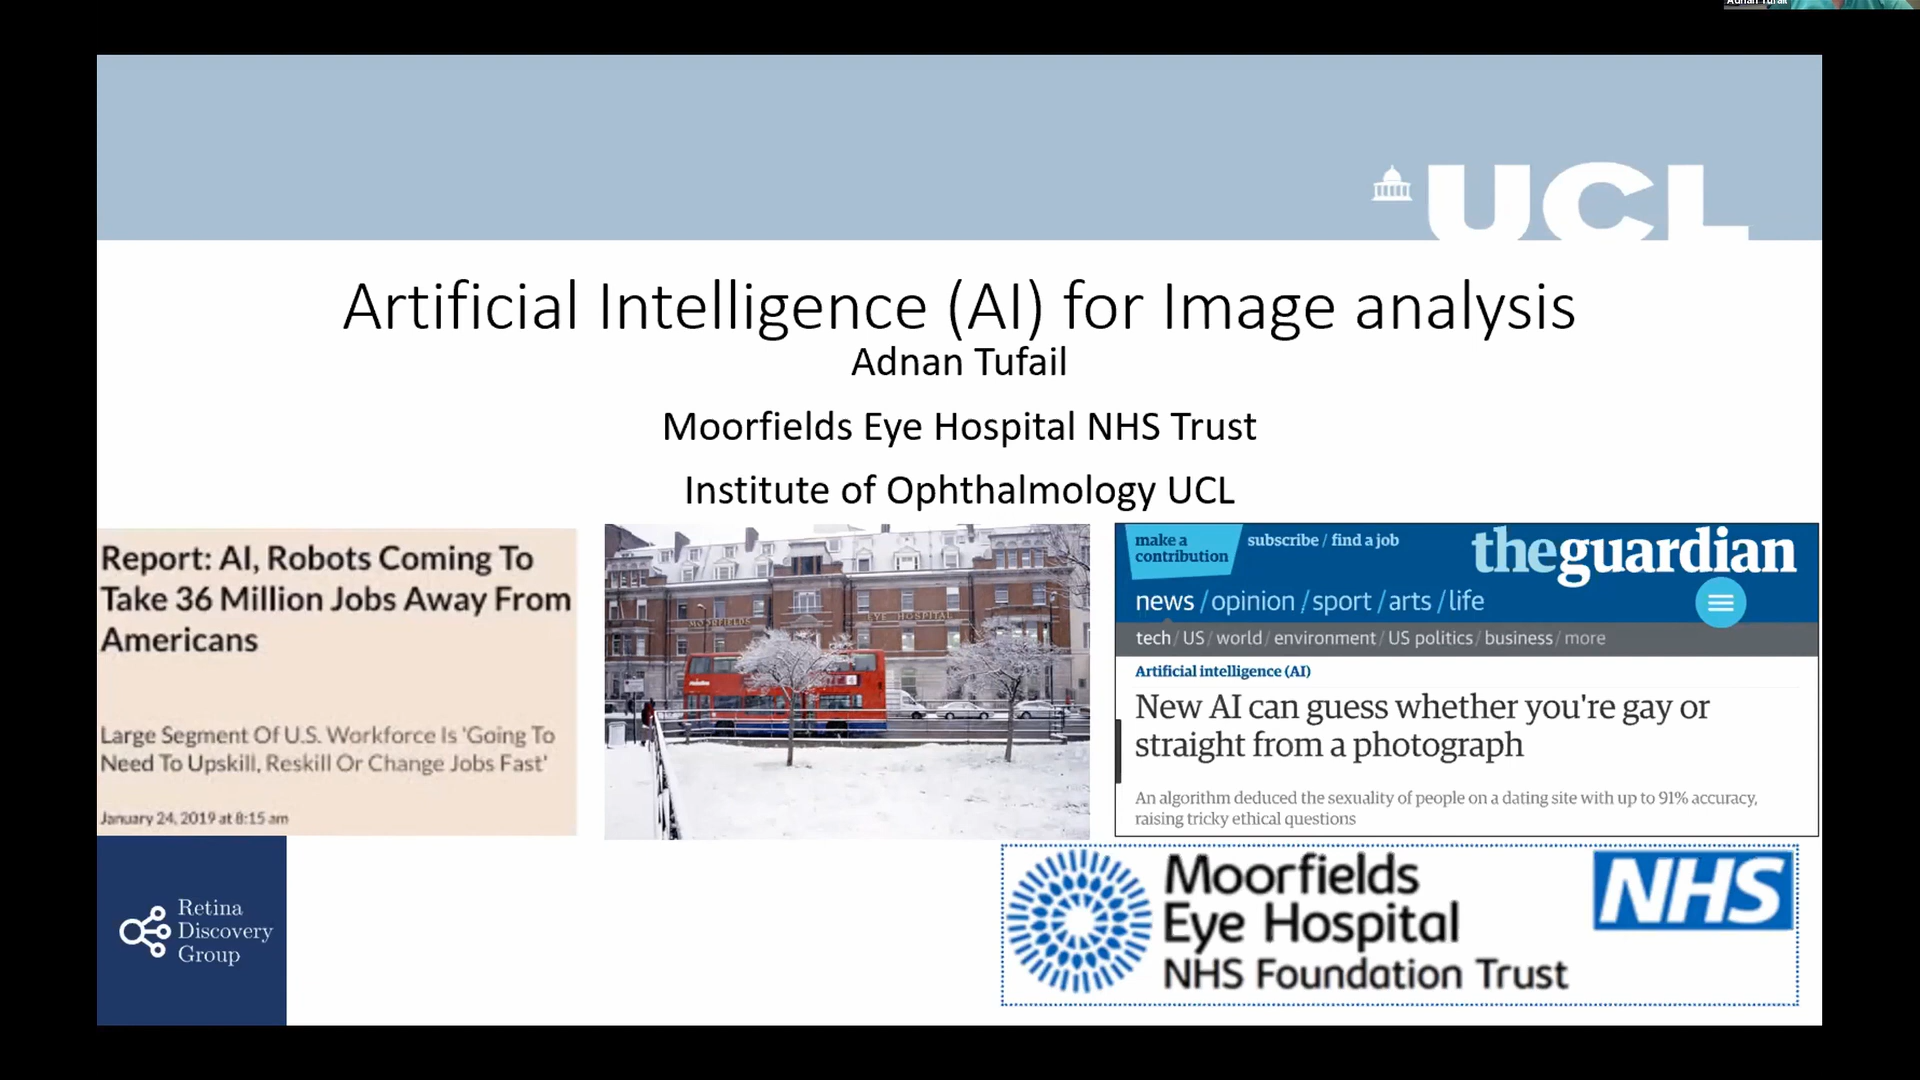 Adnan Tufail
UCL
Artificial Intelligence (AI) for Image analysis
Adnan Tufail
Moorfields Eye Hospital NHS Trust
Institute of Ophthalmology UCL
Report: AI, Robots Coming To
Take 36 Million Jobs Away From
Americans
Large Segment Of U.S. Workforce Is 'Going To
Need To Upskill, Reskill Or Change Jobs Fast'
January 24, 2019 at 8:15 am
MOORFIELDS EYE HOSPITAL
make a
contribution
subscribe / find a job
theguardian
news / opinion / sport / arts / life
tech / US / world / environment / US politics / business / more
Artificial intelligence (AI)
New AI can guess whether you're gay or
straight from a photograph
An algorithm deduced the sexuality of people on a dating site with up to 91% accuracy,
raising tricky ethical questions
Retina
Discovery
Group
Moorfields
Eye Hospital
NHS Foundation Trust
NHS